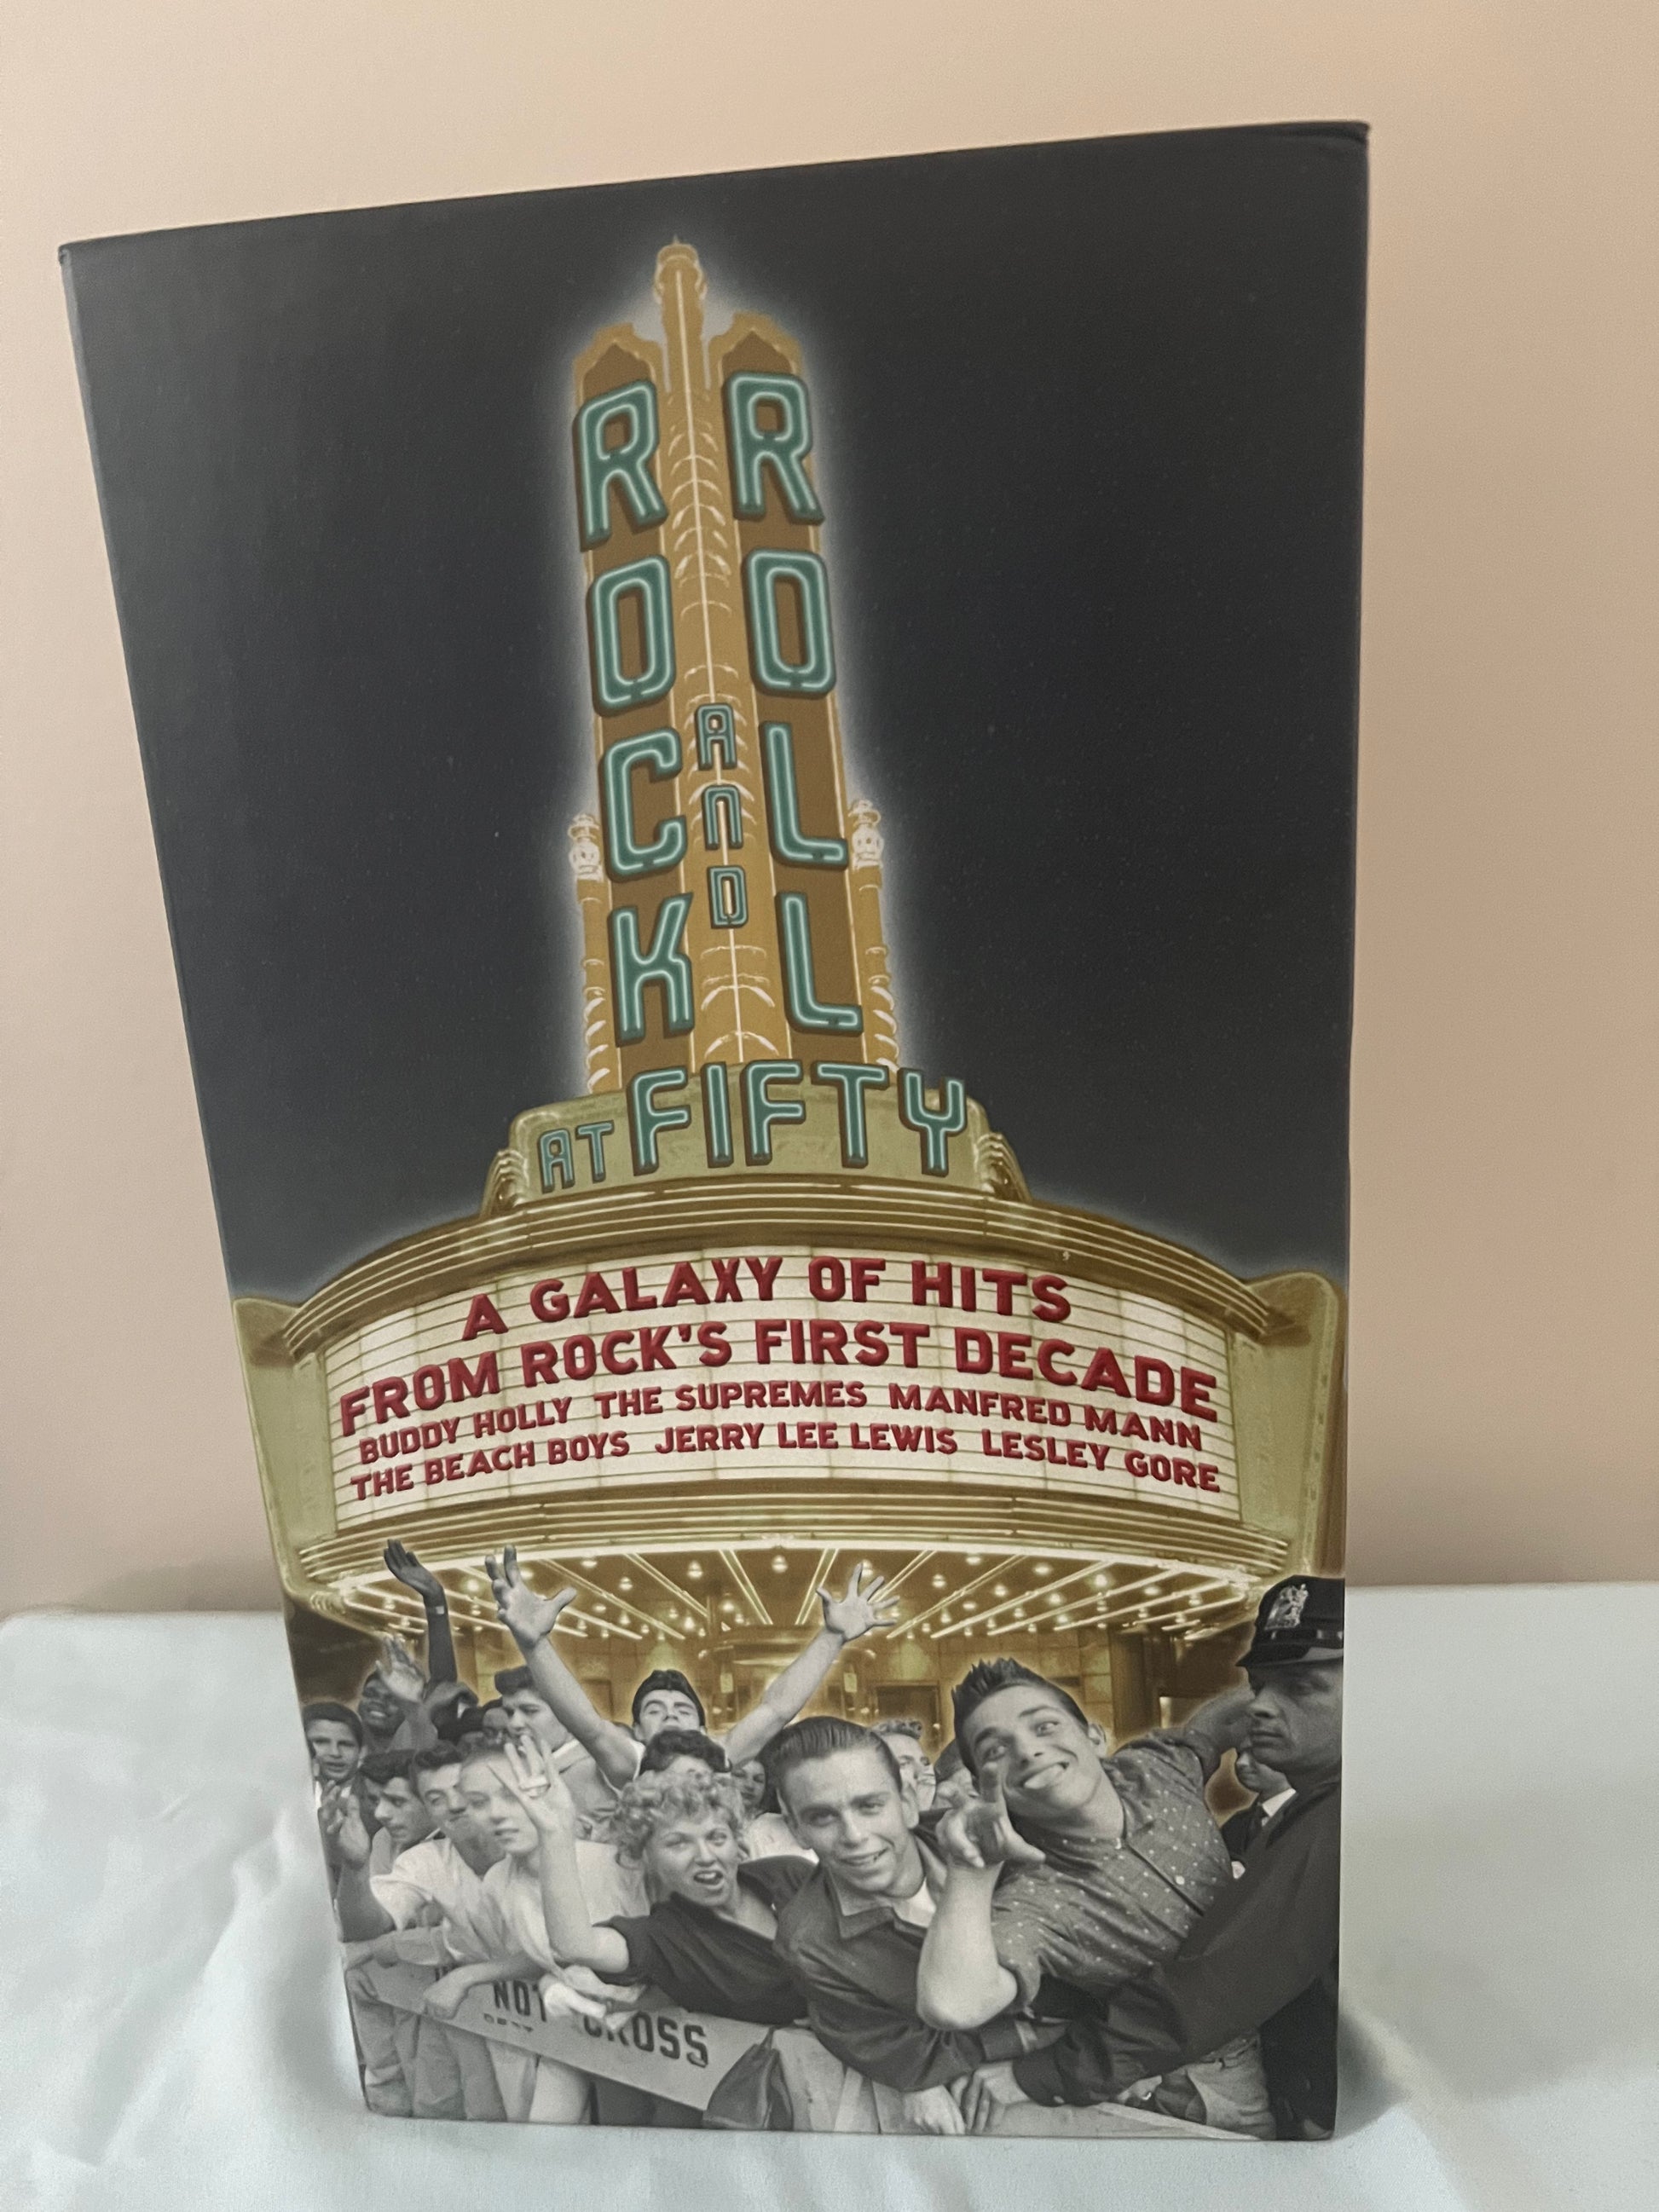 ROCK
AND
ROLL
AT FIFTY
A GALAXY OF HITS
FROM ROCK'S FIRST DECADE
BUDDY HOLLY THE SUPREMES MANFRED MANN
THE BEACH BOYS JERRY LEE LEWIS LESLEY GORE
NOT CROSS